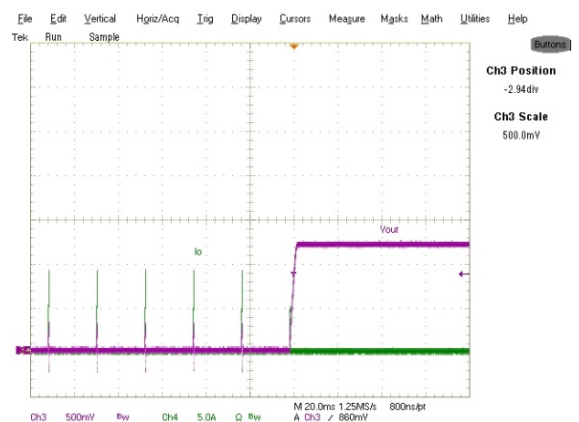 File Edit Vertical Horiz/Acq Trig Display Cursors Measure Masks Math Utilities Help
Tek Run Sample
Buttons
Ch3 Position
-2.94div
Ch3 Scale
500.0mV
Vout
Io
M 20.0ms 1.25MS/s 800ns/pt
Ch3 500mV Bw Ch4 5.0A Ω Bw A Ch3 / 860mV